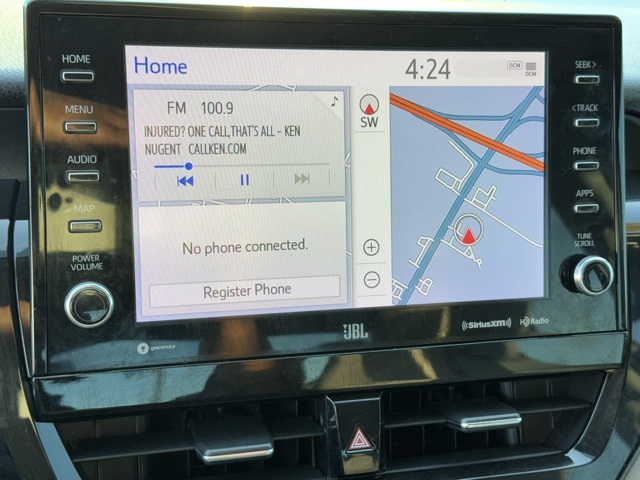 HOME
MENU
AUDIO
MAP
POWER
VOLUME
Home
4:24
DCM
DCM
FM 100.9
INJURED? ONE CALL,THAT'S ALL - KEN
NUGENT CALLKEN.COM
SW
No phone connected.
Register Phone
SEEK >
< TRACK
PHONE
APPS
TUNE
SCROLL
gracenote
JBL
SiriusXM
HD Radio